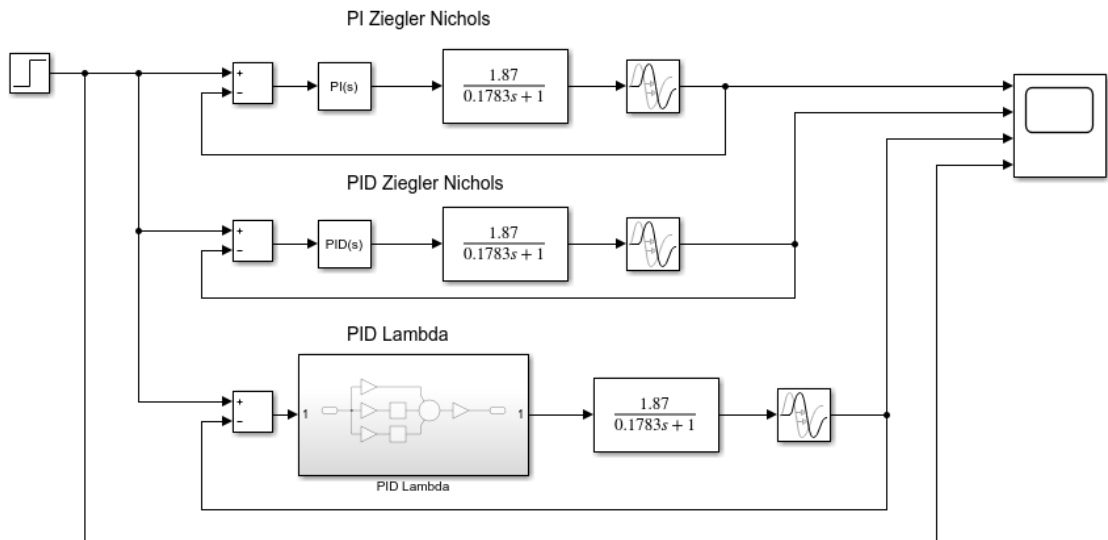 PI Ziegler Nichols
+
−
PI(s)
1.87
0.1783s + 1
PID Ziegler Nichols
+
−
PID(s)
1.87
0.1783s + 1
PID Lambda
+
−
1
1
1.87
0.1783s + 1
PID Lambda